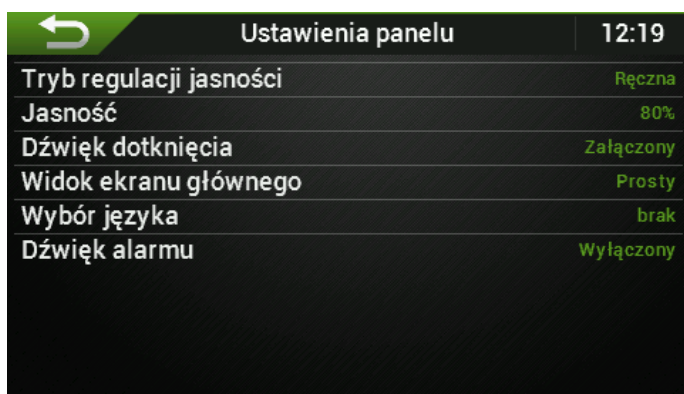 Ustawienia panelu 12:19
Tryb regulacji jasności Ręczna
Jasność 80%
Dźwięk dotknięcia Załączony
Widok ekranu głównego Prosty
Wybór języka brak
Dźwięk alarmu Wyłączony